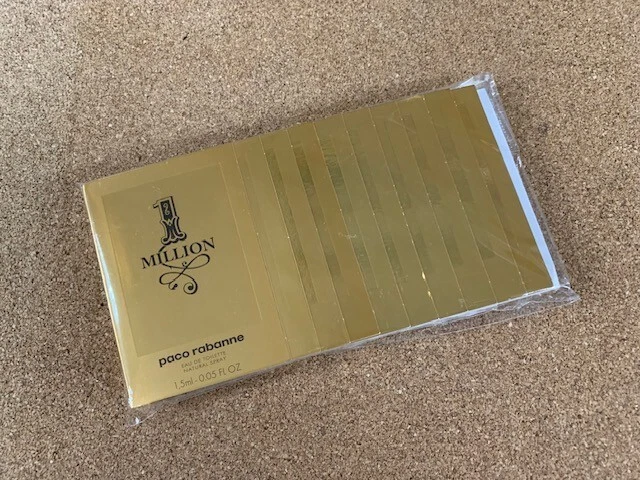 1
MILLION
paco rabanne
EAU DE TOILETTE
NATURAL SPRAY
1,5ml - 0.05 FL OZ